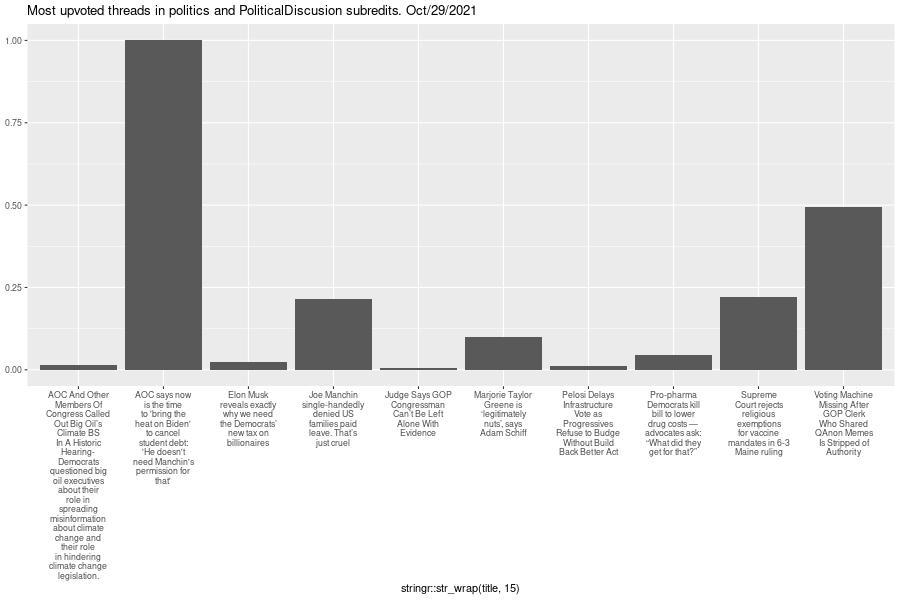 Most upvoted threads in politics and PoliticalDiscusion subredits. Oct/29/2021
1.00
0.75
0.50
0.25
0.00
AOC And Other
Members Of
Congress Called
Out Big Oil's
Climate BS
In A Historic
Hearing-
Democrats
questioned big
oil executives
about their
role in
spreading
misinformation
about climate
change and
their role
in hindering
climate change
legislation.
AOC says now
is the time
to 'bring the
heat on Biden'
to cancel
student debt:
'He doesn't
need Manchin's
permission for
that'
Elon Musk
reveals exactly
why we need
the Democrats'
new tax on
billionaires
Joe Manchin
single-handedly
denied US
families paid
leave. That's
just cruel
Judge Says GOP
Congressman
Can't Be Left
Alone With
Evidence
Marjorie Taylor
Greene is
'legitimately
nuts', says
Adam Schiff
Pelosi Delays
Infrastructure
Vote as
Progressives
Refuse to Budge
Without Build
Back Better Act
Pro-pharma
Democrats kill
bill to lower
drug costs —
advocates ask:
"What did they
get for that?"
Supreme
Court rejects
religious
exemptions
for vaccine
mandates in 6-3
Maine ruling
Voting Machine
Missing After
GOP Clerk
Who Shared
QAnon Memes
Is Stripped of
Authority
stringr::str_wrap(title, 15)